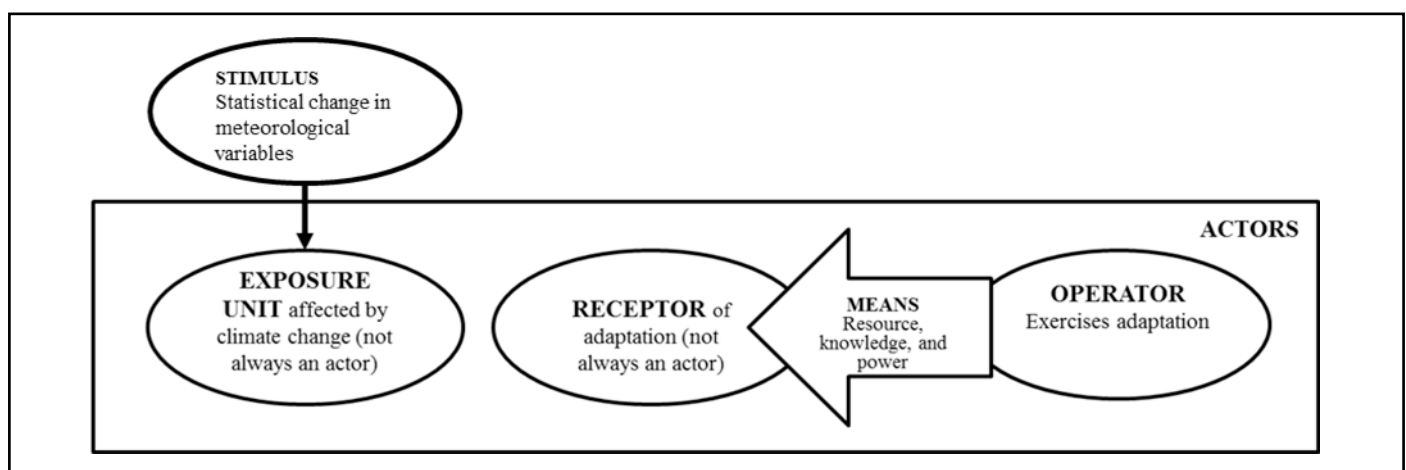 STIMULUS
Statistical change in
meteorological
variables
ACTORS
EXPOSURE
UNIT affected by
climate change (not
always an actor)
RECEPTOR of
adaptation (not
always an actor)
MEANS
Resource,
knowledge, and
power
OPERATOR
Exercises adaptation